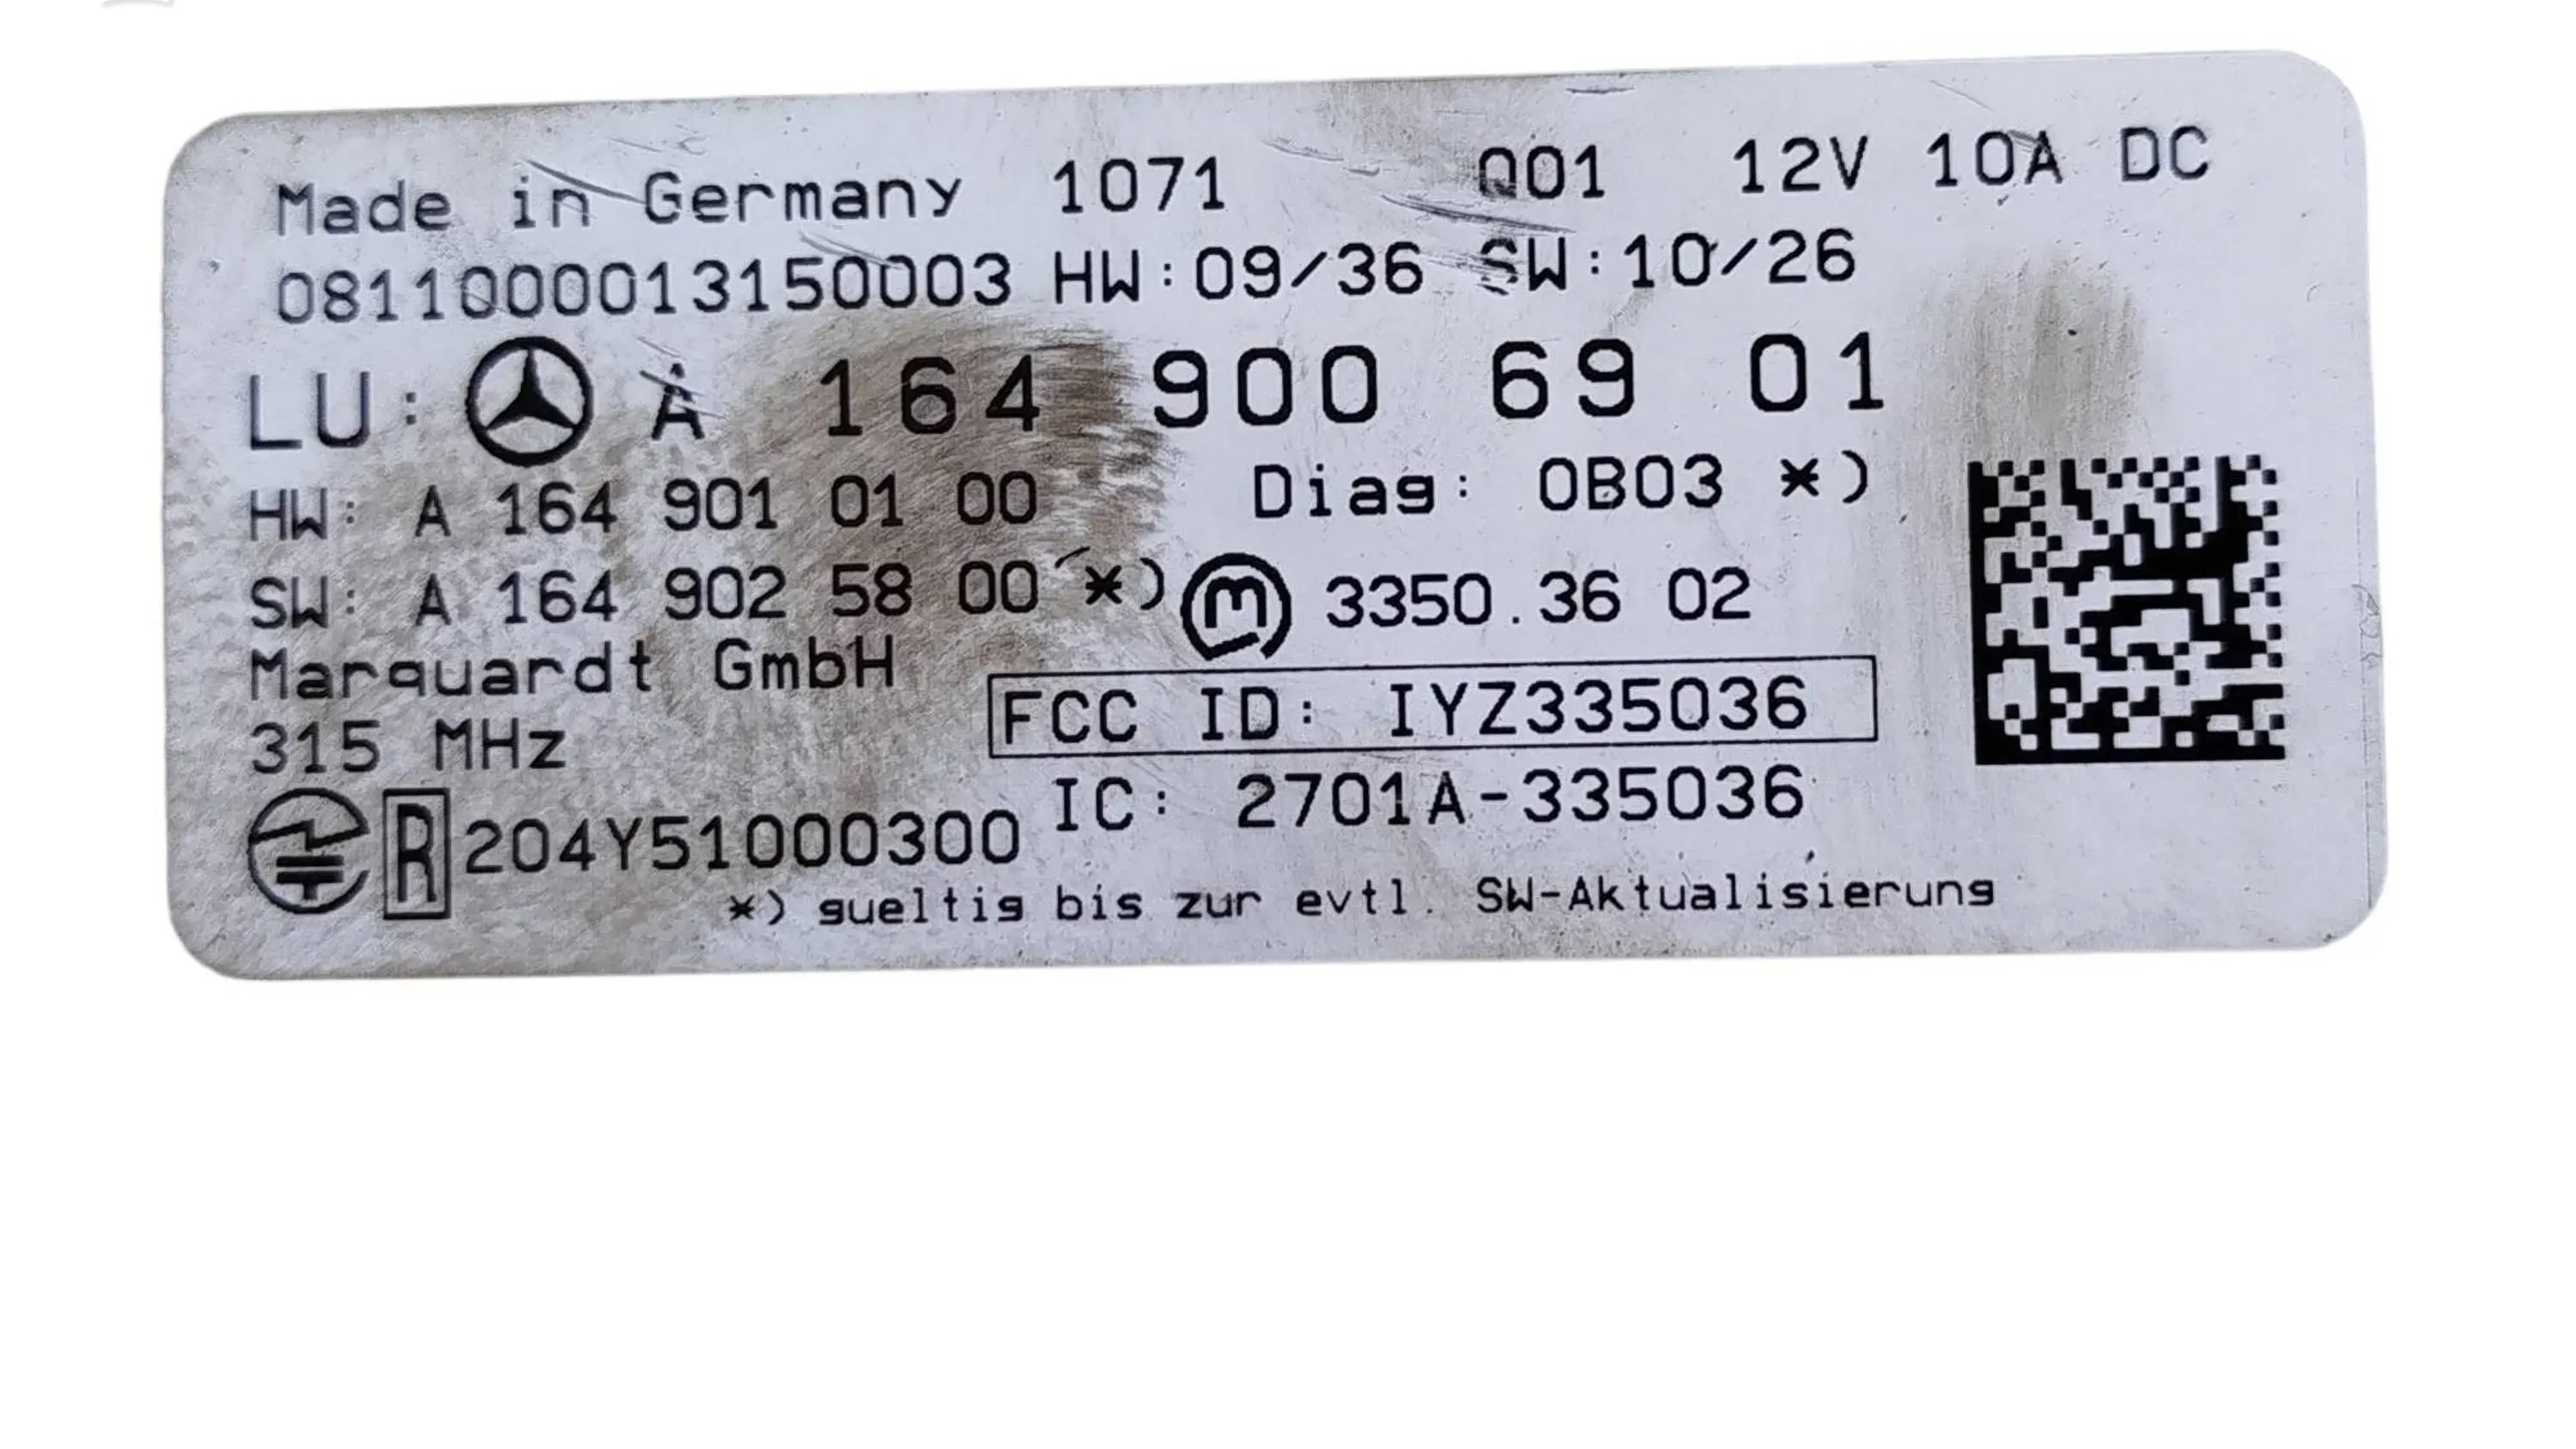 Made in Germany 1071 Q01 12V 10A DC
0811000013150003 HW:09/36 SW:10/26
LU: A 164 900 69 01
HW: A 164 901 01 00 Diag: 0B03 *)
SW: A 164 902 58 00 *) m 3350.36 02
Marquardt GmbH
FCC ID: IYZ335036
315 MHz
IC: 2701A-335036
R 204Y51000300
*) gueltig bis zur evtl. SW-Aktualisierung